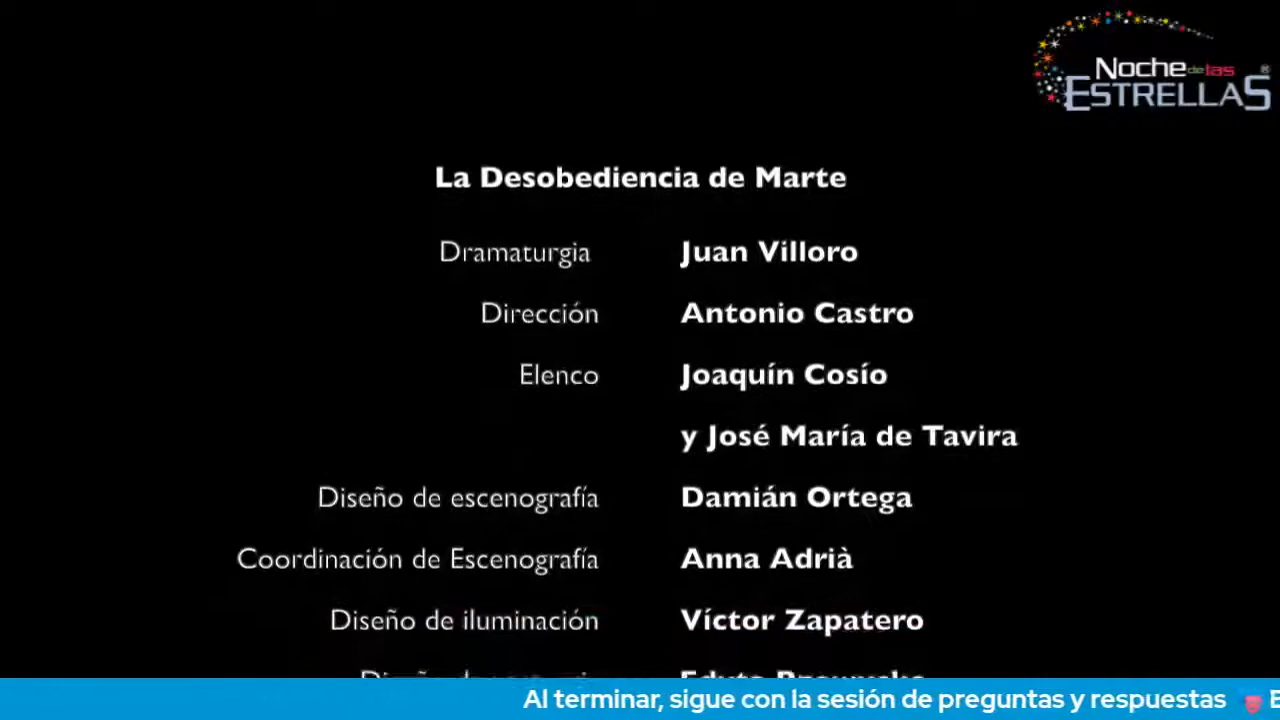 Noche de las
ESTRELLAS®
La Desobediencia de Marte
Dramaturgia Juan Villoro
Dirección Antonio Castro
Elenco Joaquín Cosío
y José María de Tavira
Diseño de escenografía Damián Ortega
Coordinación de Escenografía Anna Adrià
Diseño de iluminación Víctor Zapatero
Al terminar, sigue con la sesión de preguntas y respuestas